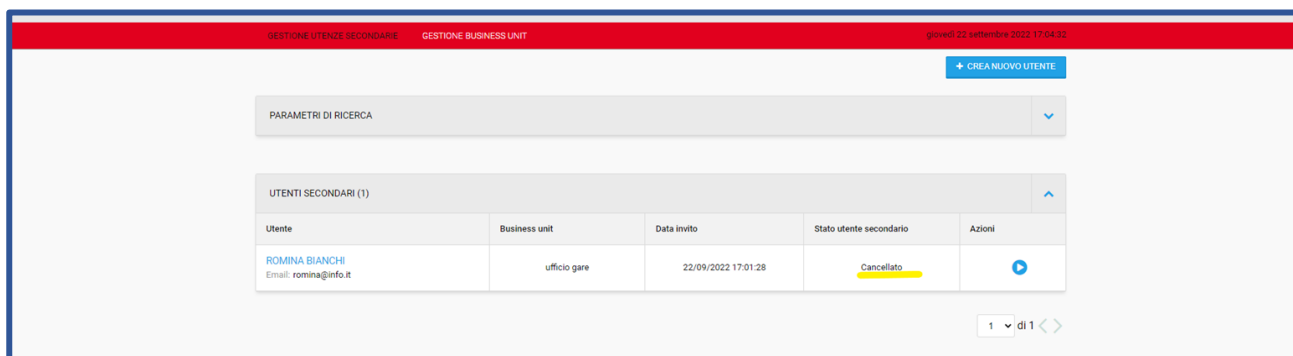 GESTIONE UTENZE SECONDARIE GESTIONE BUSINESS UNIT giovedì 22 settembre 2022 17:04:32
+ CREA NUOVO UTENTE
PARAMETRI DI RICERCA
UTENTI SECONDARI (1)
Utente Business unit Data invito Stato utente secondario Azioni
ROMINA BIANCHI
Email: romina@info.it ufficio gare 22/09/2022 17:01:28 Cancellato
1 di 1